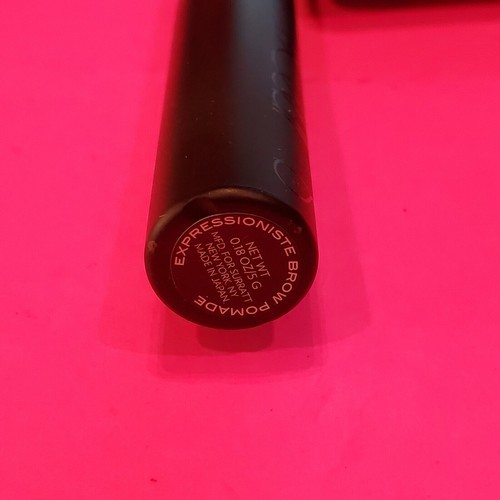 EXPRESSIONISTE BROW POMADE
NET WT
0.18 OZ/5 G
MFD FOR SURRATT
NEW YORK NY
MADE IN JAPAN